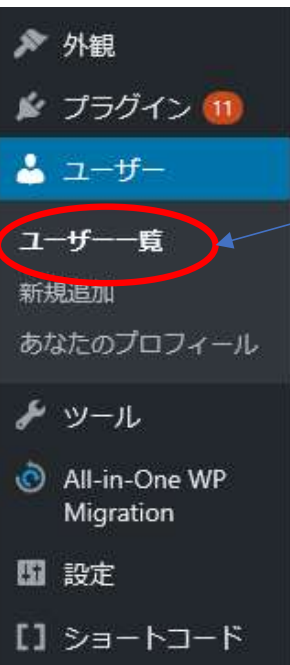 外観
プラグイン 11
ユーザー
ユーザー一覧
新規追加
あなたのプロフィール
ツール
All-in-One WP
Migration
設定
ショートコード